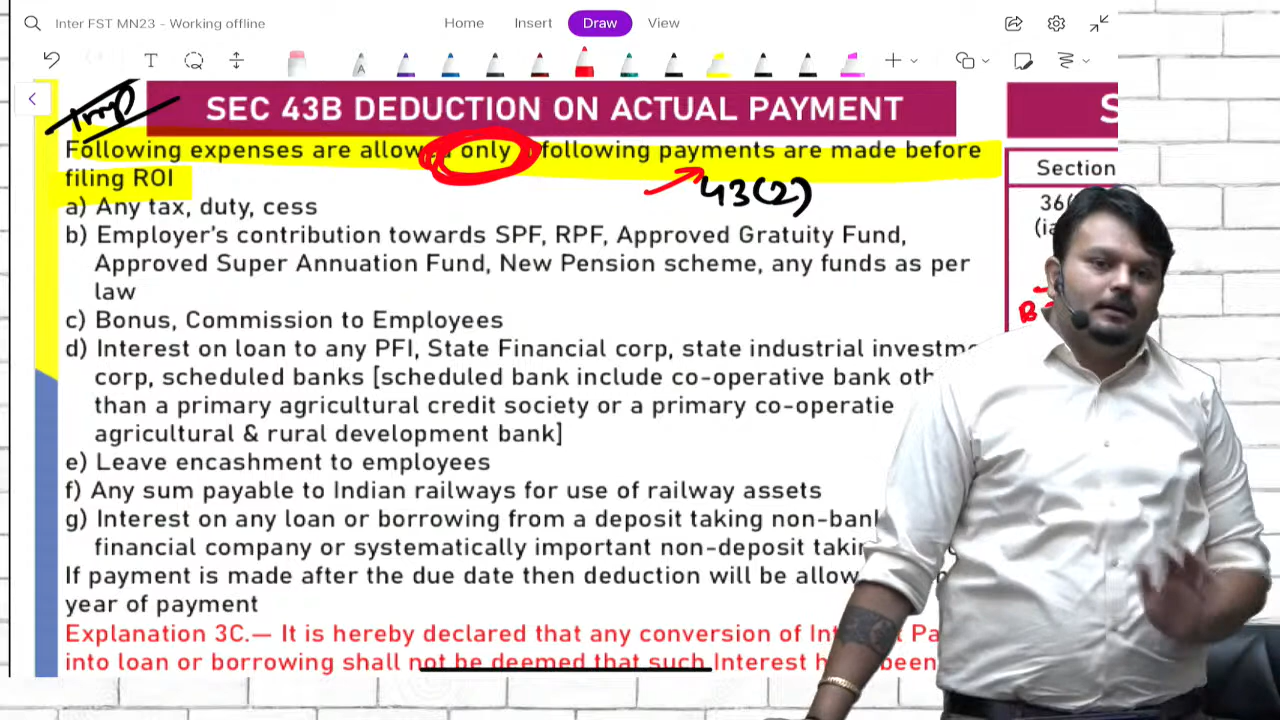 Inter FST MN23 - Working offline
Home Insert Draw View
Imp
SEC 43B DEDUCTION ON ACTUAL PAYMENT
Following expenses are allow only following payments are made before
filing ROI
43(2)
a) Any tax, duty, cess
b) Employer's contribution towards SPF, RPF, Approved Gratuity Fund,
Approved Super Annuation Fund, New Pension scheme, any funds as per
law
c) Bonus, Commission to Employees
d) Interest on loan to any PFI, State Financial corp, state industrial investme
corp, scheduled banks [scheduled bank include co-operative bank oth
than a primary agricultural credit society or a primary co-operatie
agricultural & rural development bank]
e) Leave encashment to employees
f) Any sum payable to Indian railways for use of railway assets
g) Interest on any loan or borrowing from a deposit taking non-bank
financial company or systematically important non-deposit takin
If payment is made after the due date then deduction will be allow
year of payment
Explanation 3C.— It is hereby declared that any conversion of Int Pa
into loan or borrowing shall not be deemed that such Interest h been
S
Section
36(
(ia
B